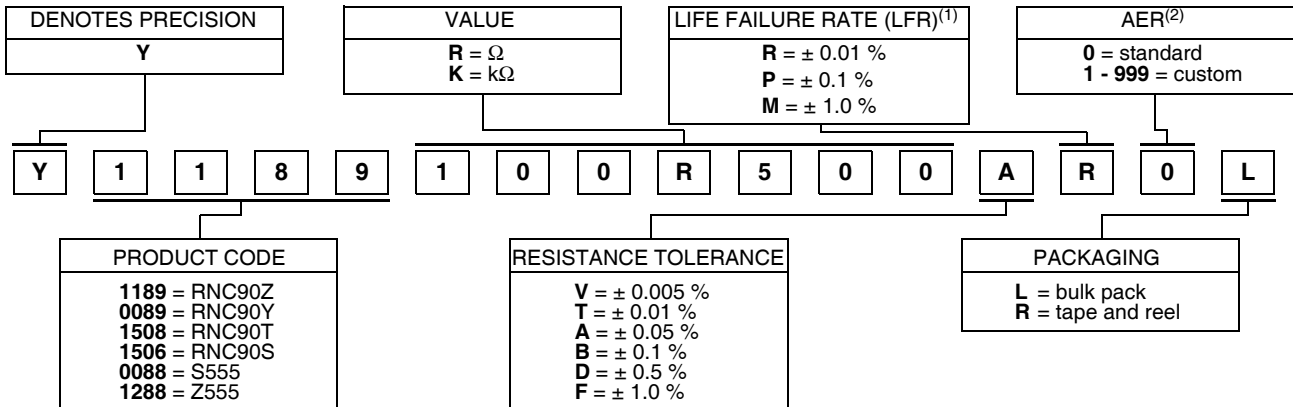 DENOTES PRECISION
Y
VALUE
R = Ω
K = kΩ
LIFE FAILURE RATE (LFR)(1)
R = ± 0.01 %
P = ± 0.1 %
M = ± 1.0 %
AER(2)
0 = standard
1 - 999 = custom
Y 1 1 8 9 1 0 0 R 5 0 0 A R 0 L
PRODUCT CODE
1189 = RNC90Z
0089 = RNC90Y
1508 = RNC90T
1506 = RNC90S
0088 = S555
1288 = Z555
RESISTANCE TOLERANCE
V = ± 0.005 %
T = ± 0.01 %
A = ± 0.05 %
B = ± 0.1 %
D = ± 0.5 %
F = ± 1.0 %
PACKAGING
L = bulk pack
R = tape and reel